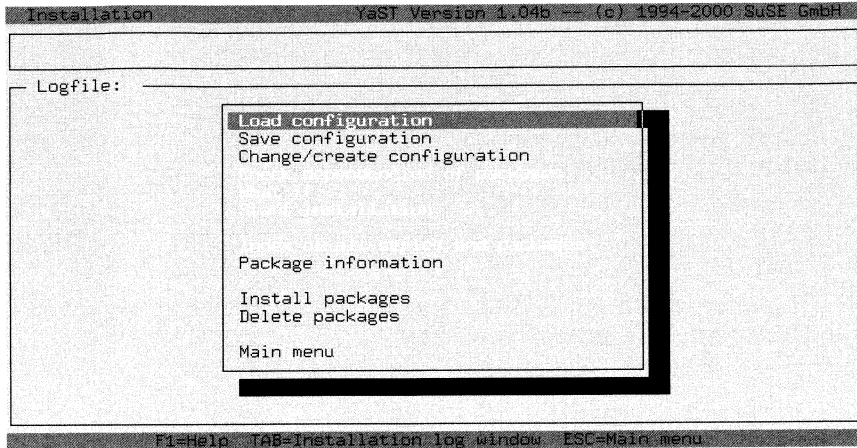 Installation YaST Version 1.04b -- (c) 1994-2000 SuSE GmbH
Logfile:
Load configuration
Save configuration
Change/create configuration
Package information
Install packages
Delete packages
Main menu
F1=Help TAB=Installation log window ESC=Main menu